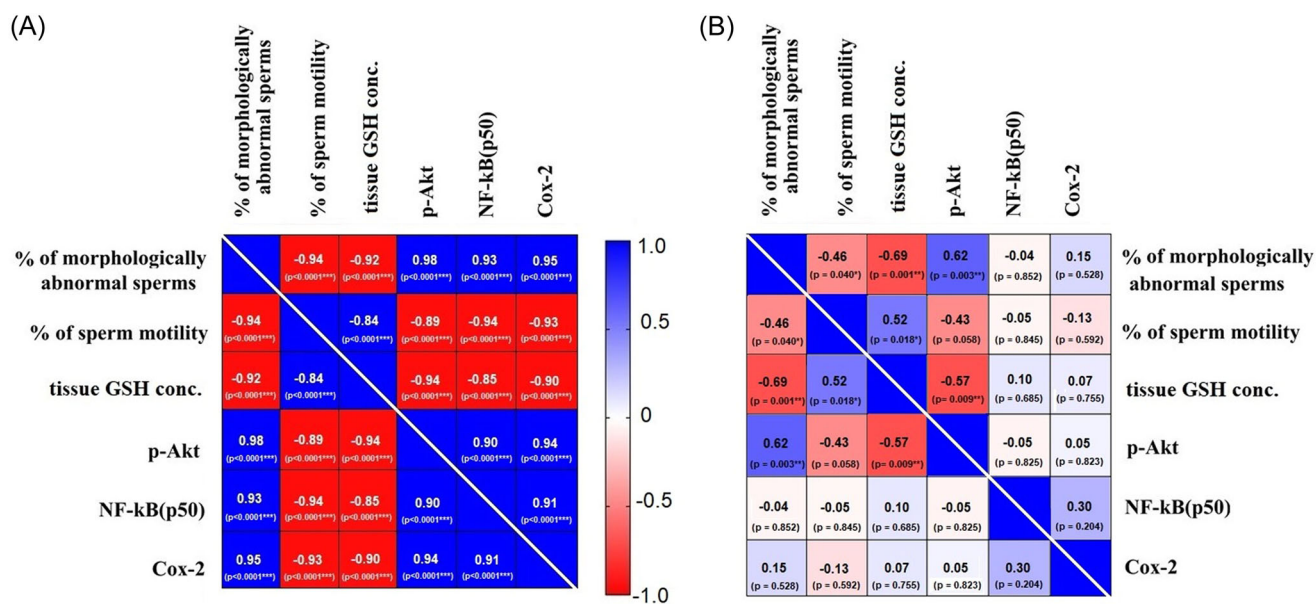 (A)
(B)
% of morphologically
abnormal sperms
% of sperm motility
tissue GSH conc.
p-Akt
NF-kB(p50)
Cox-2
% of morphologically
abnormal sperms
% of sperm motility
tissue GSH conc.
p-Akt
NF-kB(p50)
Cox-2
% of morphologically
abnormal sperms
-0.94 -0.92 0.98 0.93 0.95
(p<0.0001***) (p<0.0001***) (p<0.0001***) (p<0.0001***) (p<0.0001***)
% of sperm motility
-0.94 -0.84 -0.89 -0.94 -0.93
(p<0.0001***) (p<0.0001***) (p<0.0001***) (p<0.0001***) (p<0.0001***)
tissue GSH conc.
-0.92 -0.84 -0.94 -0.85 -0.90
(p<0.0001***) (p<0.0001***) (p<0.0001***) (p<0.0001***) (p<0.0001***)
p-Akt
0.98 -0.89 -0.94 0.90 0.94
(p<0.0001***) (p<0.0001***) (p<0.0001***) (p<0.0001***) (p<0.0001***)
NF-kB(p50)
0.93 -0.94 -0.85 0.90 0.91
(p<0.0001***) (p<0.0001***) (p<0.0001***) (p<0.0001***) (p<0.0001***)
Cox-2
0.95 -0.93 -0.90 0.94 0.91
(p<0.0001***) (p<0.0001***) (p<0.0001***) (p<0.0001***) (p<0.0001***)
1.0
0.5
0
-0.5
-1.0
-0.46 -0.69 0.62 -0.04 0.15
(p = 0.040*) (p = 0.001**) (p = 0.003**) (p = 0.852) (p = 0.528)
% of morphologically
abnormal sperms
-0.46 0.52 -0.43 -0.05 -0.13
(p = 0.040*) (p = 0.018*) (p = 0.058) (p = 0.845) (p = 0.592)
% of sperm motility
-0.69 0.52 -0.57 0.10 0.07
(p = 0.001**) (p = 0.018*) (p= 0.009**) (p = 0.685) (p = 0.755)
tissue GSH conc.
0.62 -0.43 -0.57 -0.05 0.05
(p = 0.003**) (p = 0.058) (p = 0.009**) (p = 0.825) (p = 0.823)
p-Akt
-0.04 -0.05 0.10 -0.05 0.30
(p = 0.852) (p = 0.845) (p = 0.685) (p = 0.825) (p = 0.204)
NF-kB(p50)
0.15 -0.13 0.07 0.05 0.30
(p = 0.528) (p = 0.592) (p = 0.755) (p = 0.823) (p = 0.204)
Cox-2